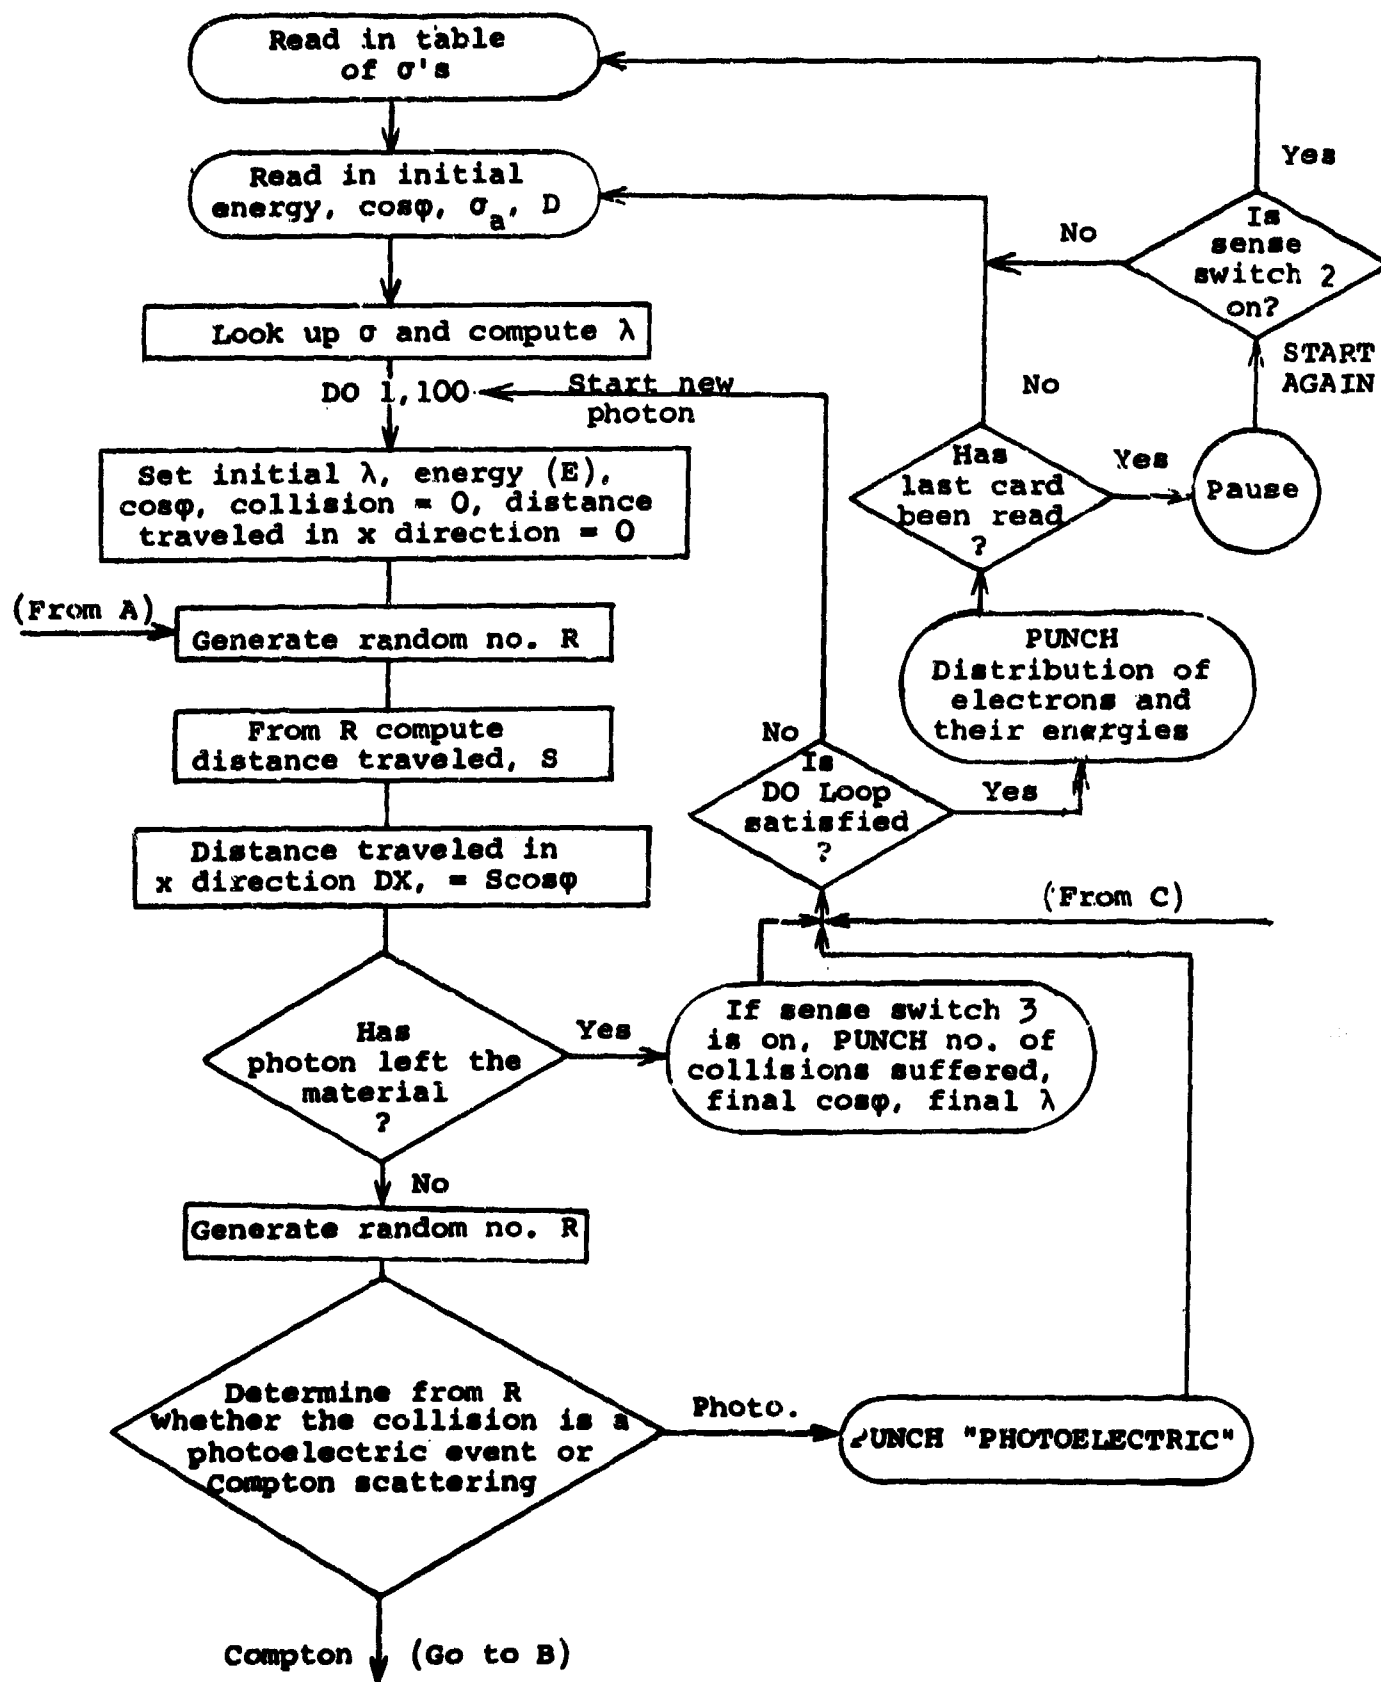 Read in table
of σ's
Read in initial
energy, cosφ, σa, D
Look up σ and compute λ
DO 1,100
Start new
photon
Set initial λ, energy (E),
cosφ, collision = 0, distance
traveled in x direction = 0
(From A)
Generate random no. R
From R compute
distance traveled, S
Distance traveled in
x direction DX, = Scosφ
Has
photon left the
material
?
Yes
No
If sense switch 3
is on, PUNCH no. of
collisions suffered,
final cosφ, final λ
Generate random no. R
Determine from R
whether the collision is a
photoelectric event or
Compton scattering
Photo.
PUNCH "PHOTOELECTRIC"
Compton
(Go to B)
(From C)
No
Is
DO Loop
satisfied
?
Yes
PUNCH
Distribution of
electrons and
their energies
Has
last card
been read
?
No
Yes
Pause
START
AGAIN
Is
sense
switch 2
on?
No
Yes